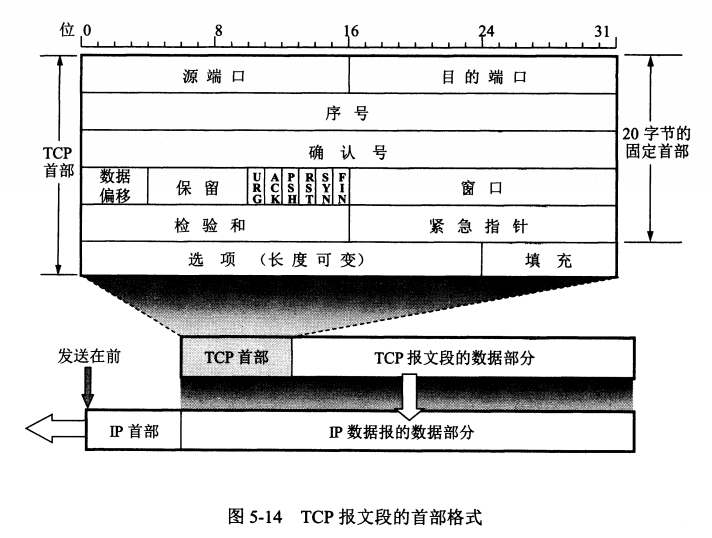 位 0 8 16 24 31
源端口 目的端口
序号
20 字节的
固定首部
TCP
首部
确认号
数据
偏移
保留
URG ACK PSH RST SYN FIN
窗口
检验和 紧急指针
选项（长度可变） 填充
发送在前
TCP 首部 TCP 报文段的数据部分
IP 首部 IP 数据报的数据部分
图 5-14 TCP 报文段的首部格式